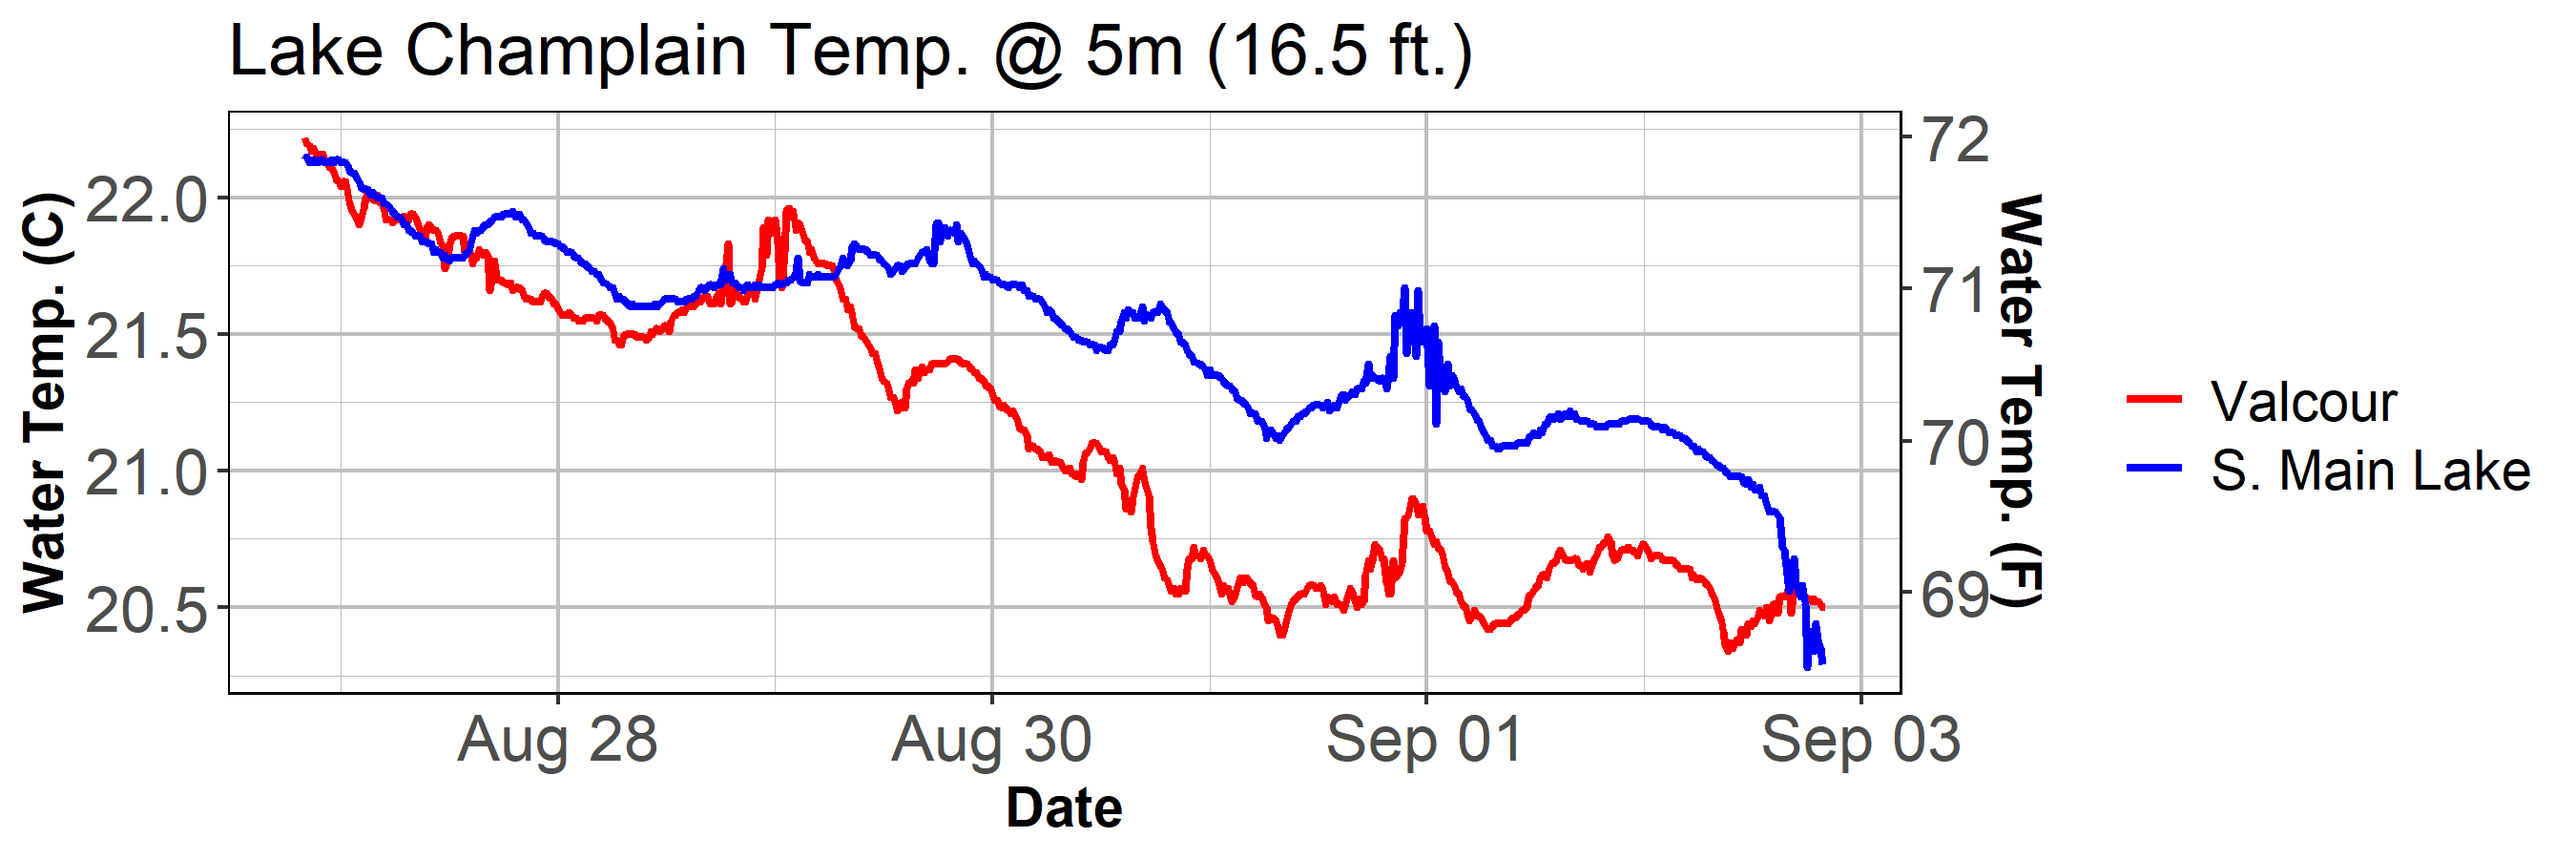 Lake Champlain Temp. @ 5m (16.5 ft.)
Water Temp. (C)
22.0
21.5
21.0
20.5
72
71
70
69
Water Temp. (F)
Aug 28
Aug 30
Sep 01
Sep 03
Date
Valcour
S. Main Lake